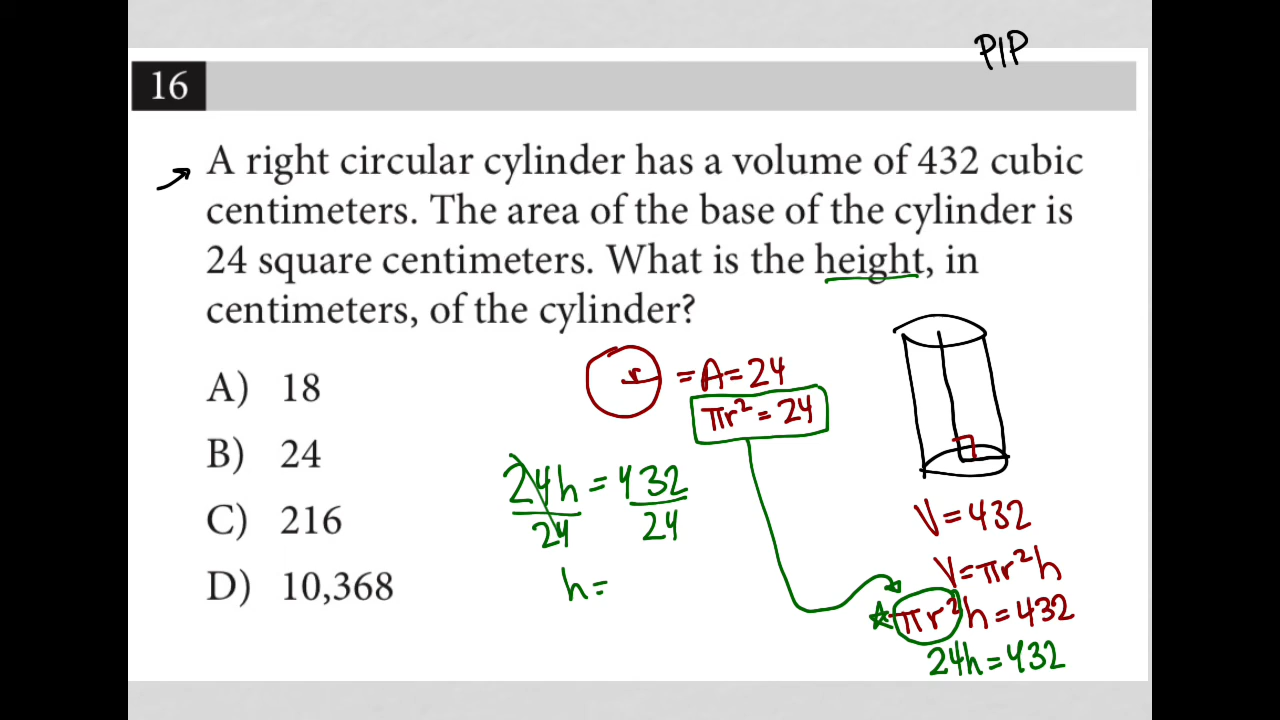 PIP
16
A right circular cylinder has a volume of 432 cubic
centimeters. The area of the base of the cylinder is
24 square centimeters. What is the height, in
centimeters, of the cylinder?
A) 18
B) 24
C) 216
D) 10,368
r = A = 24
πr² = 24
24h = 432
24 24
h =
V = 432
V = πr²h
πr²h = 432
24h = 432